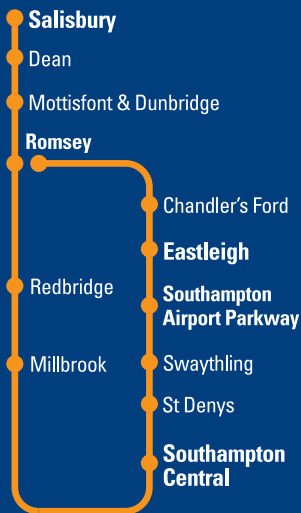 Salisbury
Dean
Mottisfont & Dunbridge
Romsey
Chandler's Ford
Eastleigh
Redbridge
Southampton
Airport Parkway
Millbrook
Swaythling
St Denys
Southampton
Central